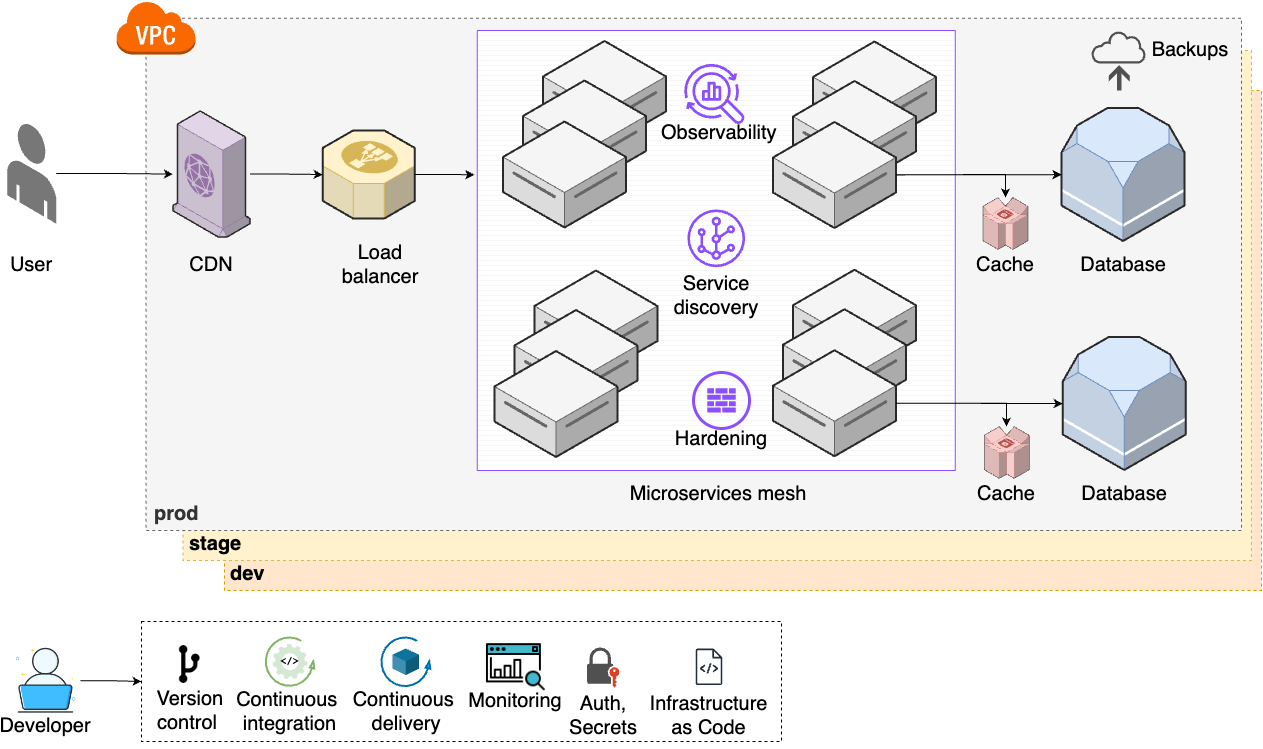 VPC
Backups
Observability
User
CDN
Load
balancer
Service
discovery
Cache
Database
Hardening
Cache
Database
Microservices mesh
prod
stage
dev
Developer
Version
control
Continuous
integration
Continuous
delivery
Monitoring
Auth,
Secrets
Infrastructure
as Code